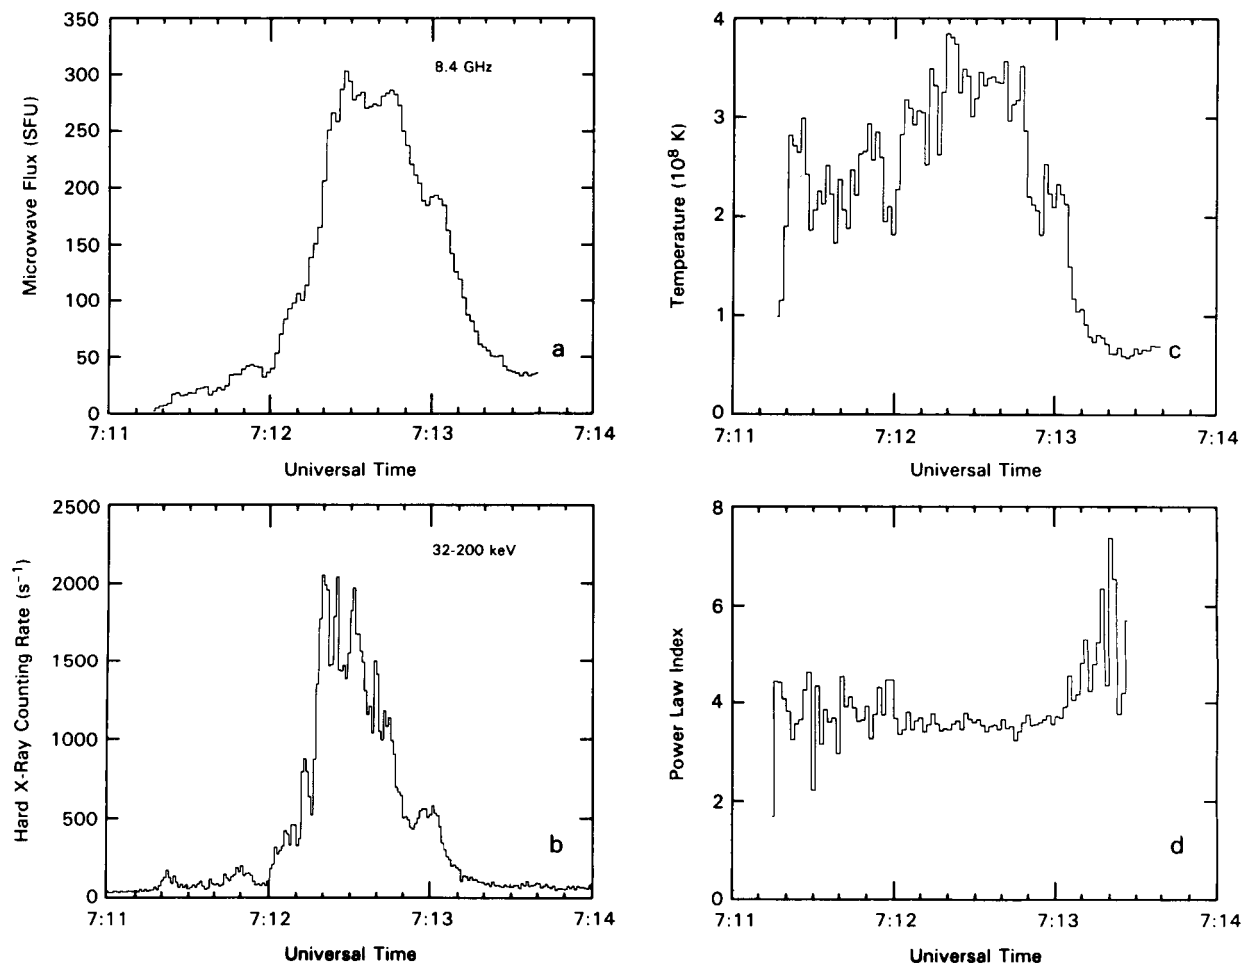 350
300
250
200
150
100
50
0
Microwave Flux (SFU)
8.4 GHz
a
7:11 7:12 7:13 7:14
Universal Time
4
3
2
1
0
Temperature (10⁸ K)
c
7:11 7:12 7:13 7:14
Universal Time
2500
2000
1500
1000
500
0
Hard X-Ray Counting Rate (s⁻¹)
32-200 keV
b
7:11 7:12 7:13 7:14
Universal Time
8
6
4
2
0
Power Law Index
d
7:11 7:12 7:13 7:14
Universal Time